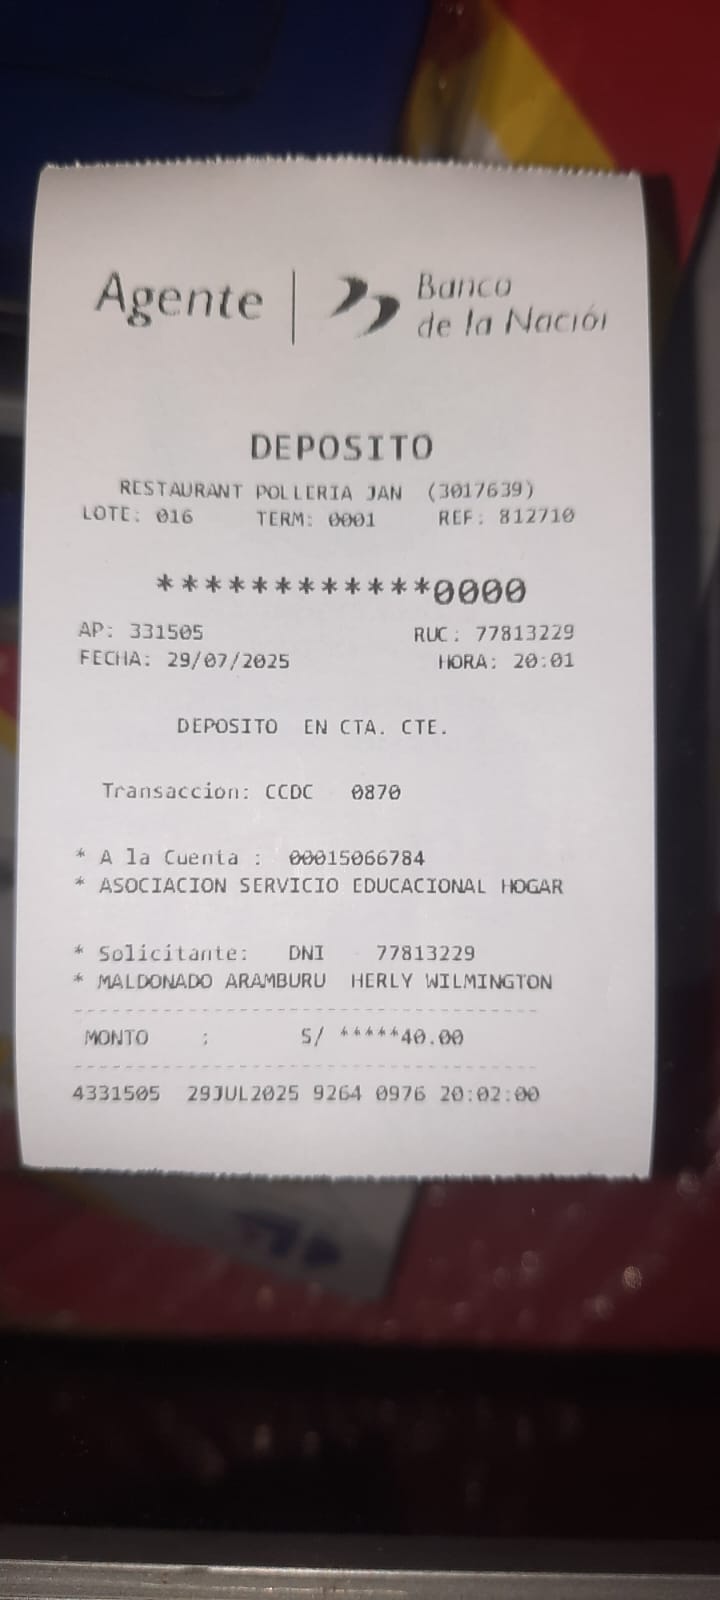 Agente | Banco
de la Nación
DEPOSITO
RESTAURANT POLLERIA JAN (3017639)
LOTE: 016 TERM: 0001 REF: 812710
************0000
AP: 331505 RUC: 77813229
FECHA: 29/07/2025 HORA: 20:01
DEPOSITO EN CTA. CTE.
Transaccion: CCDC 0870
* A la Cuenta : 00015066784
* ASOCIACION SERVICIO EDUCACIONAL HOGAR
* Solicitante: DNI 77813229
* MALDONADO ARAMBURU HERLY WILMINGTON
MONTO : S/ *****40.00
4331505 29JUL2025 9264 0976 20:02:00